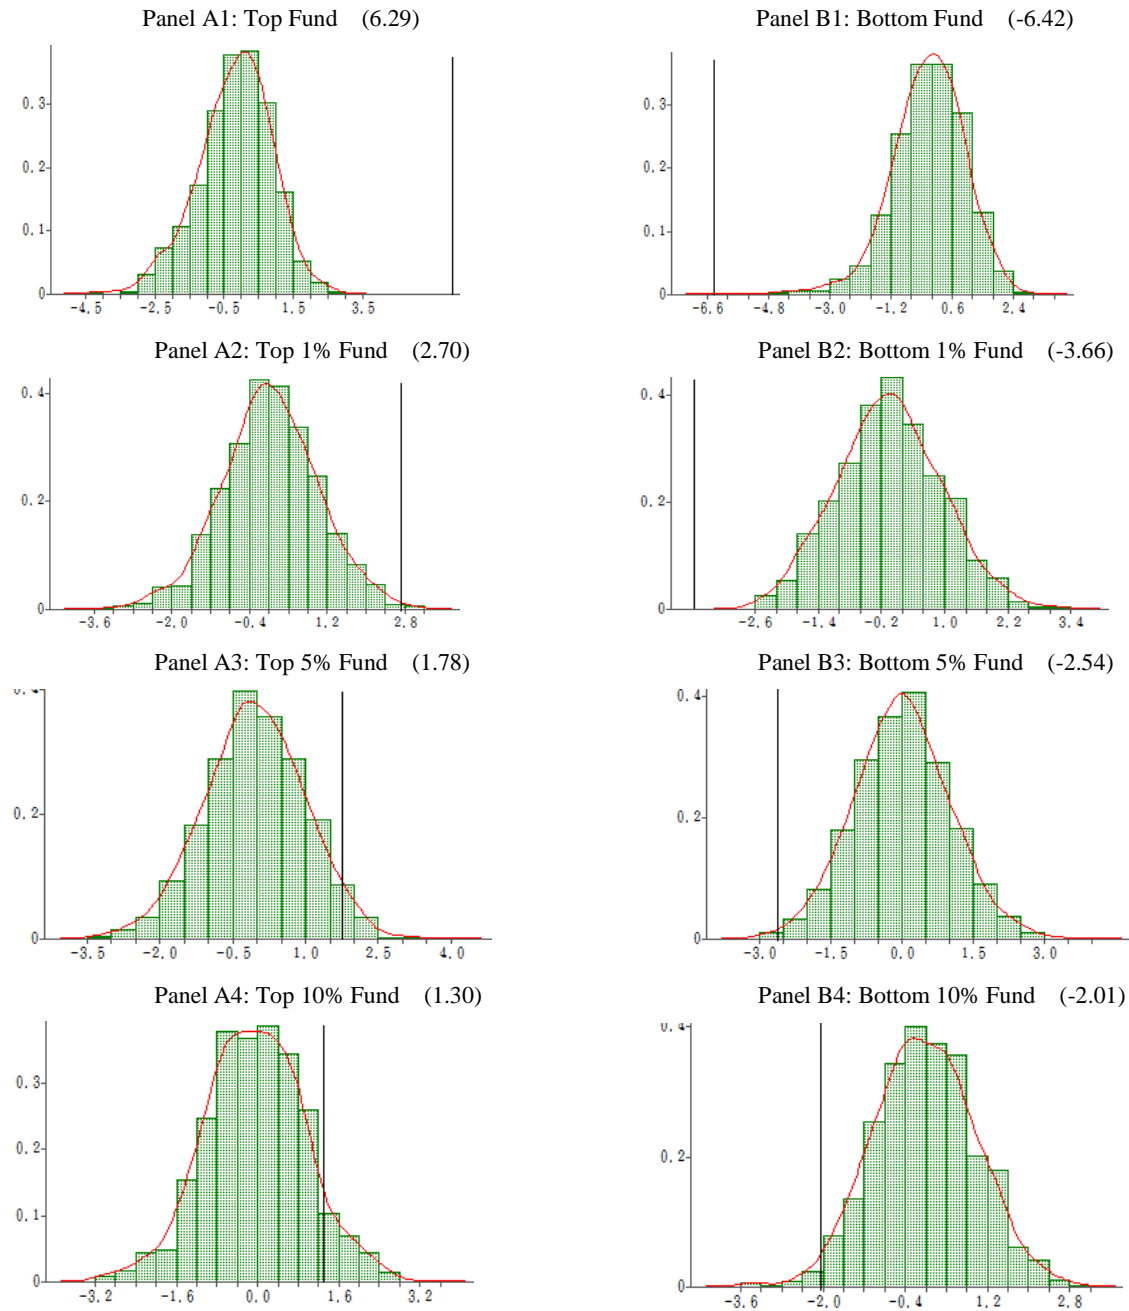 Panel A1: Top Fund (6.29)
0.3
0.2
0.1
0
-4.5 -2.5 -0.5 1.5 3.5
Panel B1: Bottom Fund (-6.42)
0.3
0.2
0.1
0
-6.6 -4.8 -3.0 -1.2 0.6 2.4
Panel A2: Top 1% Fund (2.70)
0.4
0.2
0
-3.6 -2.0 -0.4 1.2 2.8
Panel B2: Bottom 1% Fund (-3.66)
0.4
0.2
0
-2.6 -1.4 -0.2 1.0 2.2 3.4
Panel A3: Top 5% Fund (1.78)
0.4
0.2
0
-3.5 -2.0 -0.5 1.0 2.5 4.0
Panel B3: Bottom 5% Fund (-2.54)
0.4
0.2
0
-3.0 -1.5 0.0 1.5 3.0
Panel A4: Top 10% Fund (1.30)
0.3
0.2
0.1
0
-3.2 -1.6 0.0 1.6 3.2
Panel B4: Bottom 10% Fund (-2.01)
0.4
0.2
0
-3.6 -2.0 -0.4 1.2 2.8